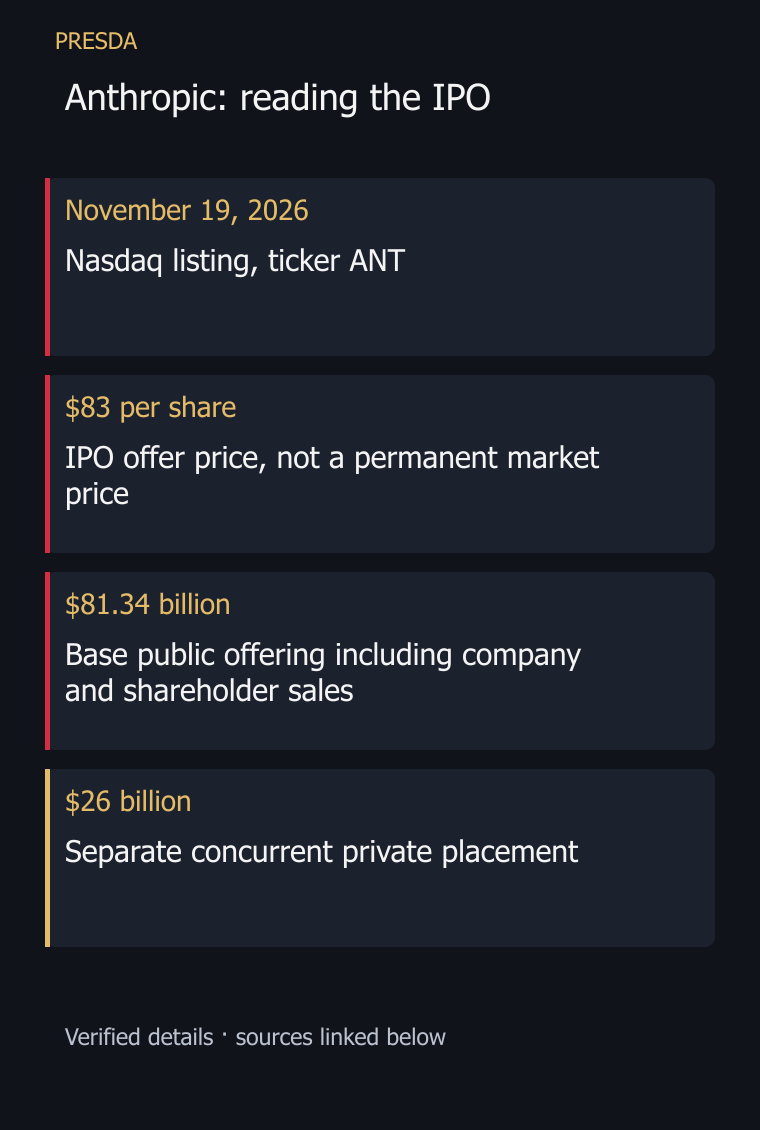 PRESDA
Anthropic: reading the IPO
November 19, 2026
Nasdaq listing, ticker ANT
$83 per share
IPO offer price, not a permanent market
price
$81.34 billion
Base public offering including company
and shareholder sales
$26 billion
Separate concurrent private placement
Verified details · sources linked below